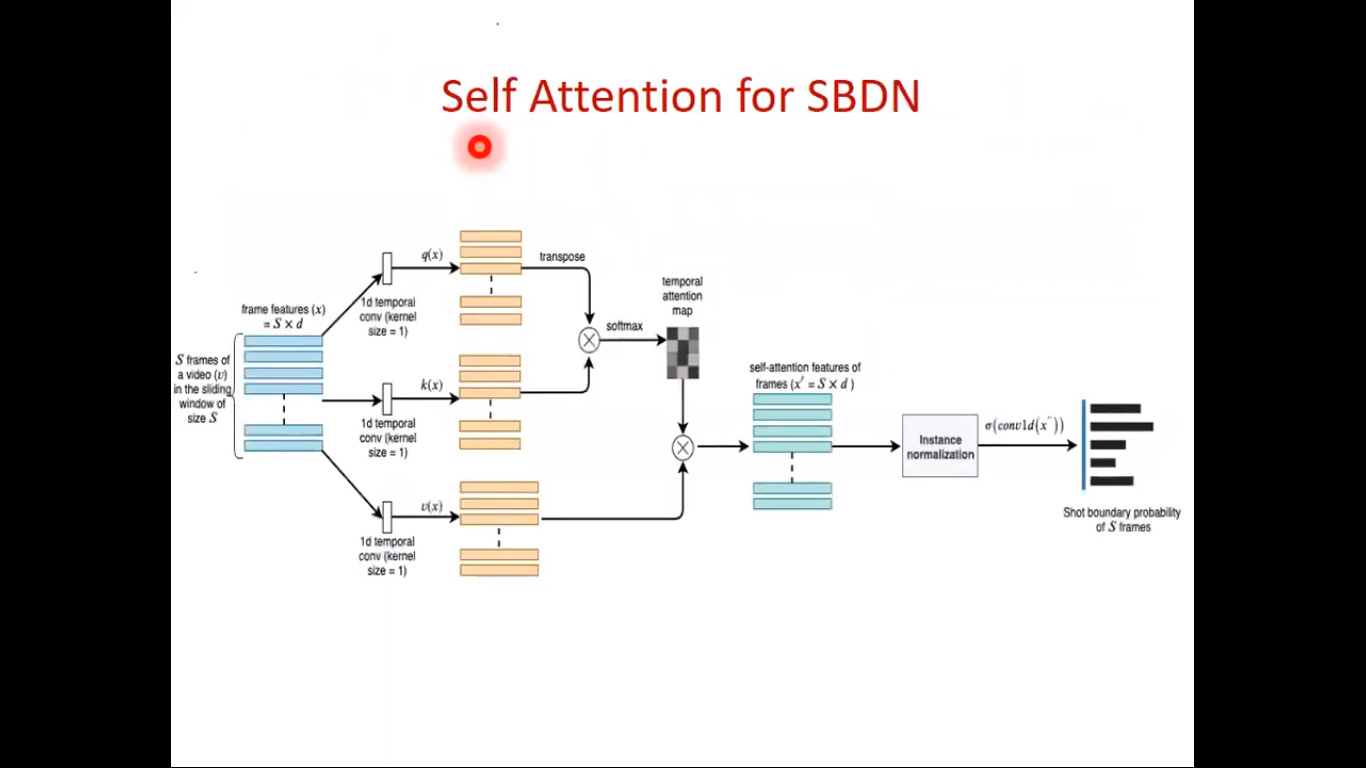 Self Attention for SBDN
frame features (x)
= S × d
S frames of
a video (υ)
in the sliding
window of
size S
q(x)
1d temporal
conv (kernel
size = 1)
k(x)
1d temporal
conv (kernel
size = 1)
υ(x)
1d temporal
conv (kernel
size = 1)
transpose
softmax
temporal
attention
map
self-attention features of
frames (x′ = S × d )
Instance
normalization
σ(conv1d(x″))
Shot boundary probability
of S frames